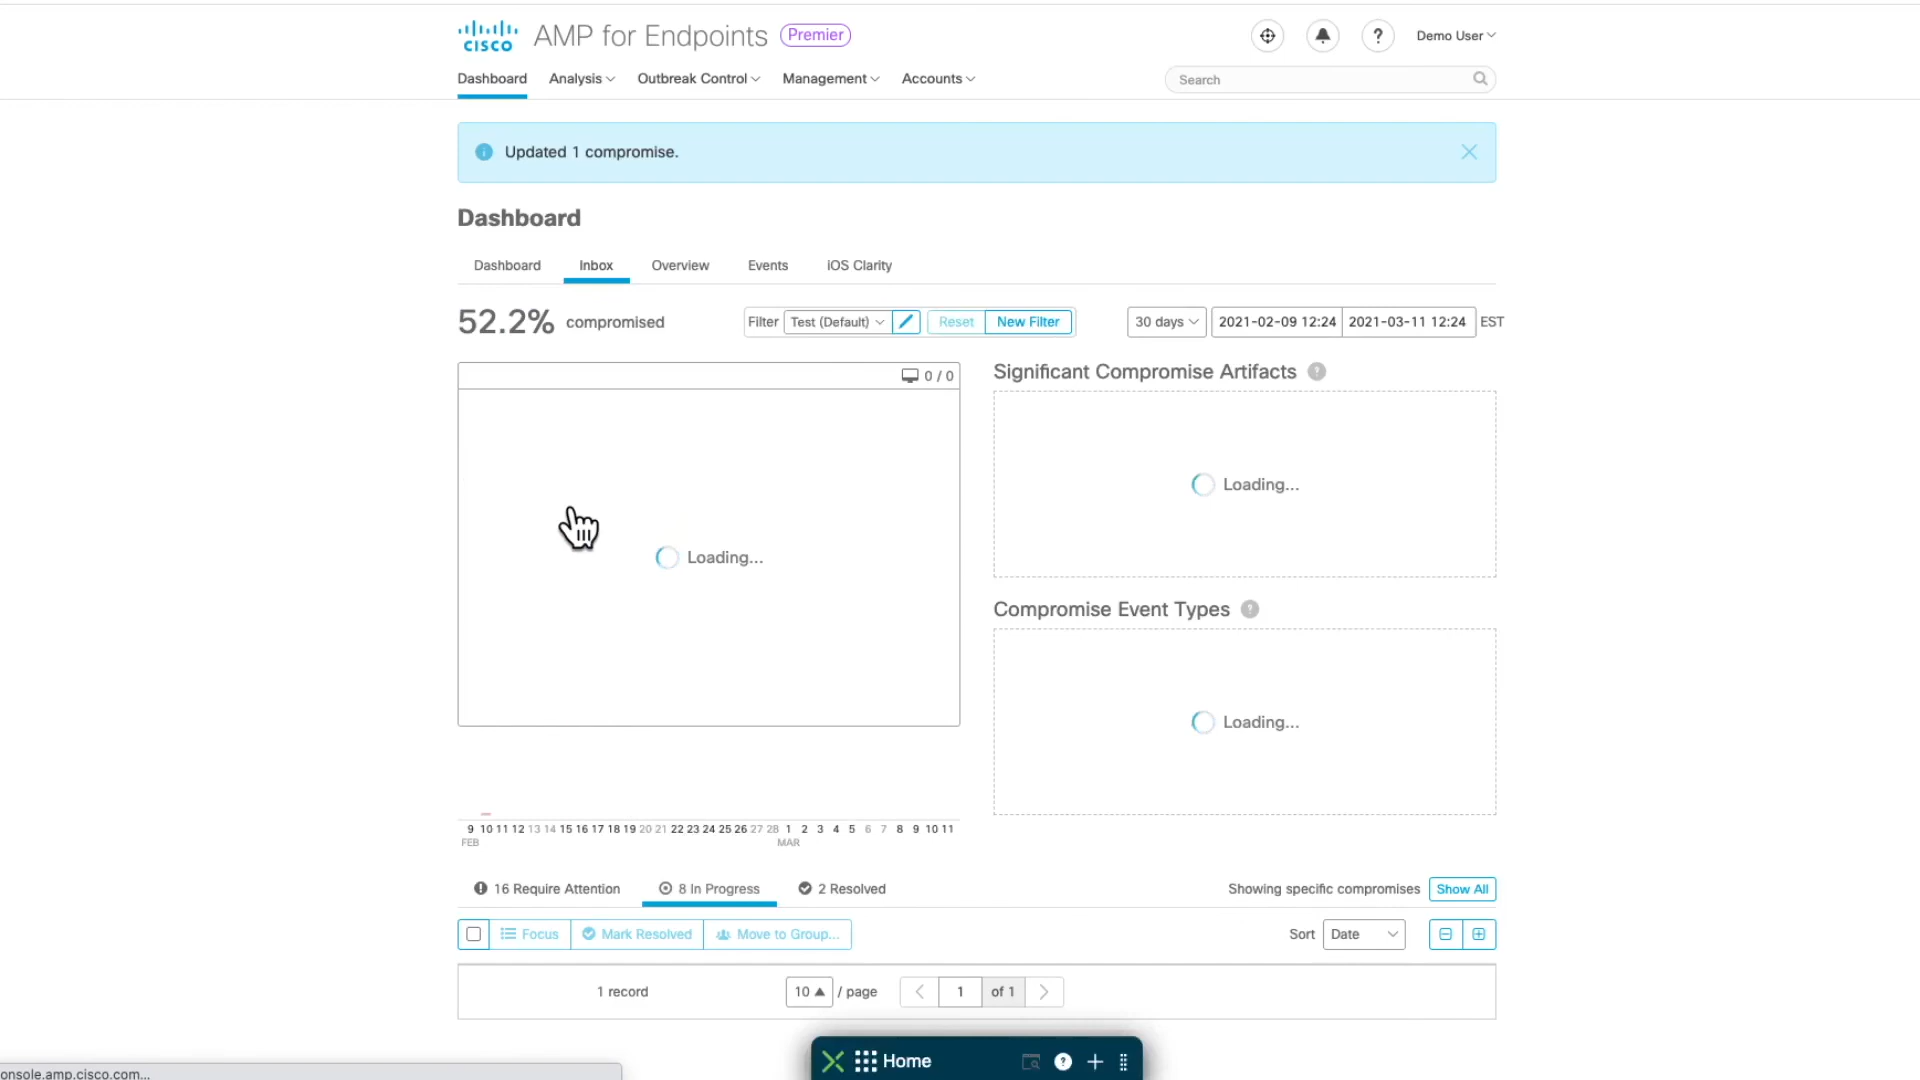 CISCO AMP for Endpoints Premier
? Demo User
Dashboard Analysis Outbreak Control Management Accounts Search
Updated 1 compromise.
Dashboard
Dashboard Inbox Overview Events iOS Clarity
52.2% compromised Filter Test (Default) Reset New Filter 30 days 2021-02-09 12:24 2021-03-11 12:24 EST
0 / 0 Significant Compromise Artifacts ?
Loading...
Loading...
Compromise Event Types ?
Loading...
9 10 11 12 13 14 15 16 17 18 19 20 21 22 23 24 25 26 27 28 1 2 3 4 5 6 7 8 9 10 11
FEB MAR
16 Require Attention 8 In Progress 2 Resolved Showing specific compromises Show All
Focus Mark Resolved Move to Group... Sort Date
1 record 10 / page 1 of 1
Home ?
onsole.amp.cisco.com...